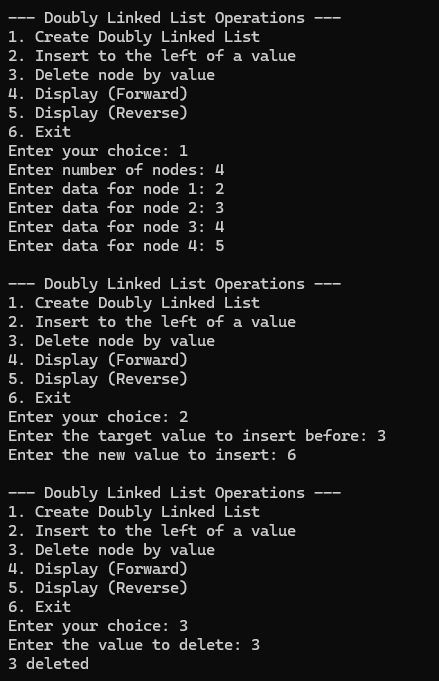 --- Doubly Linked List Operations ---
1. Create Doubly Linked List
2. Insert to the left of a value
3. Delete node by value
4. Display (Forward)
5. Display (Reverse)
6. Exit
Enter your choice: 1
Enter number of nodes: 4
Enter data for node 1: 2
Enter data for node 2: 3
Enter data for node 3: 4
Enter data for node 4: 5

--- Doubly Linked List Operations ---
1. Create Doubly Linked List
2. Insert to the left of a value
3. Delete node by value
4. Display (Forward)
5. Display (Reverse)
6. Exit
Enter your choice: 2
Enter the target value to insert before: 3
Enter the new value to insert: 6

--- Doubly Linked List Operations ---
1. Create Doubly Linked List
2. Insert to the left of a value
3. Delete node by value
4. Display (Forward)
5. Display (Reverse)
6. Exit
Enter your choice: 3
Enter the value to delete: 3
3 deleted